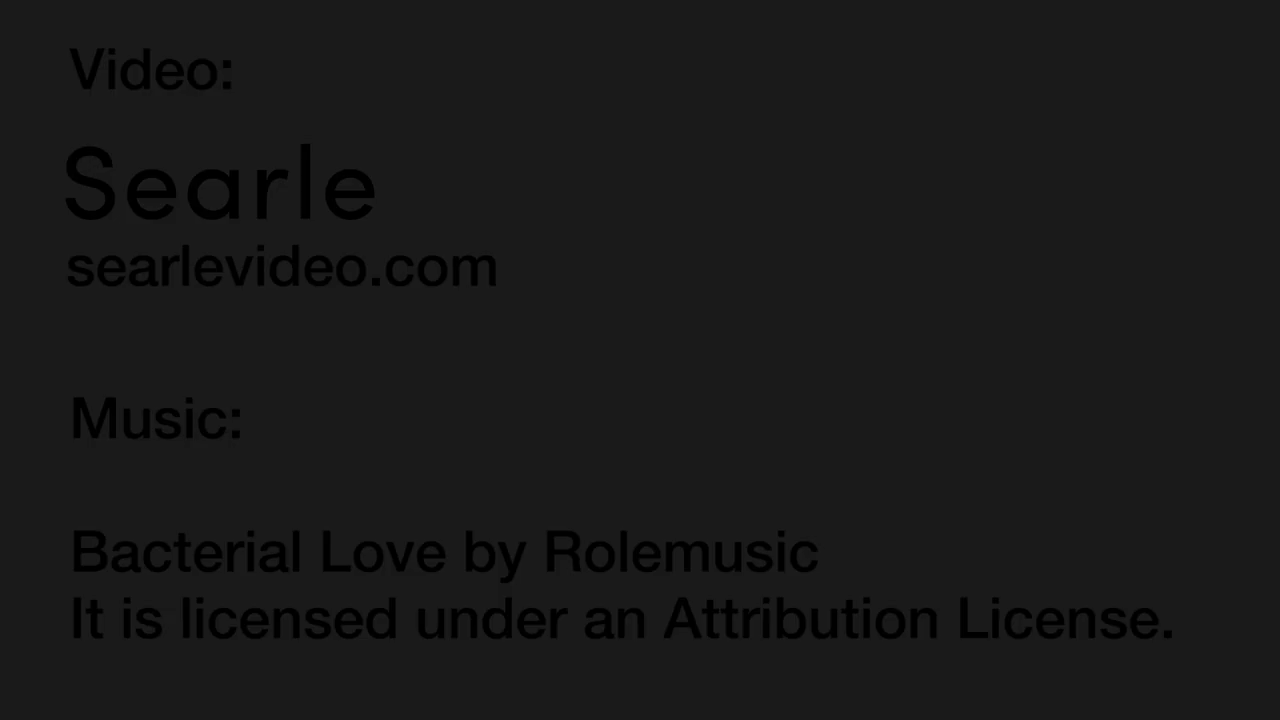 Video:
Searle
searlevideo.com
Music:
Bacterial Love by Rolemusic
It is licensed under an Attribution License.